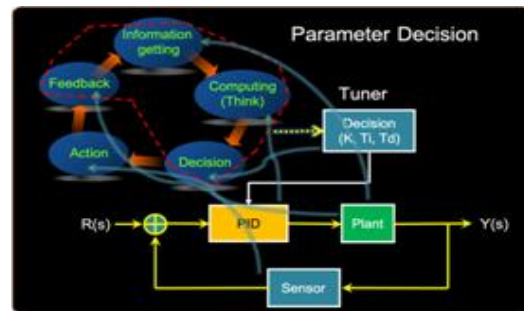 Parameter Decision
Information
getting
Feedback
Computing
(Think)
Action
Decision
Tuner
Decision
(K, Ti, Td)
R(s)
PID
Plant
Y(s)
Sensor